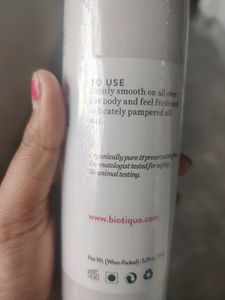 TO USE
Gently smooth on all over
the body and feel fresh and
delicately pampered all
day.
Organically pure & preservative free.
Dermatologist tested for safety.
No animal testing.
www.biotique.com
Net Wt. (When Packed):